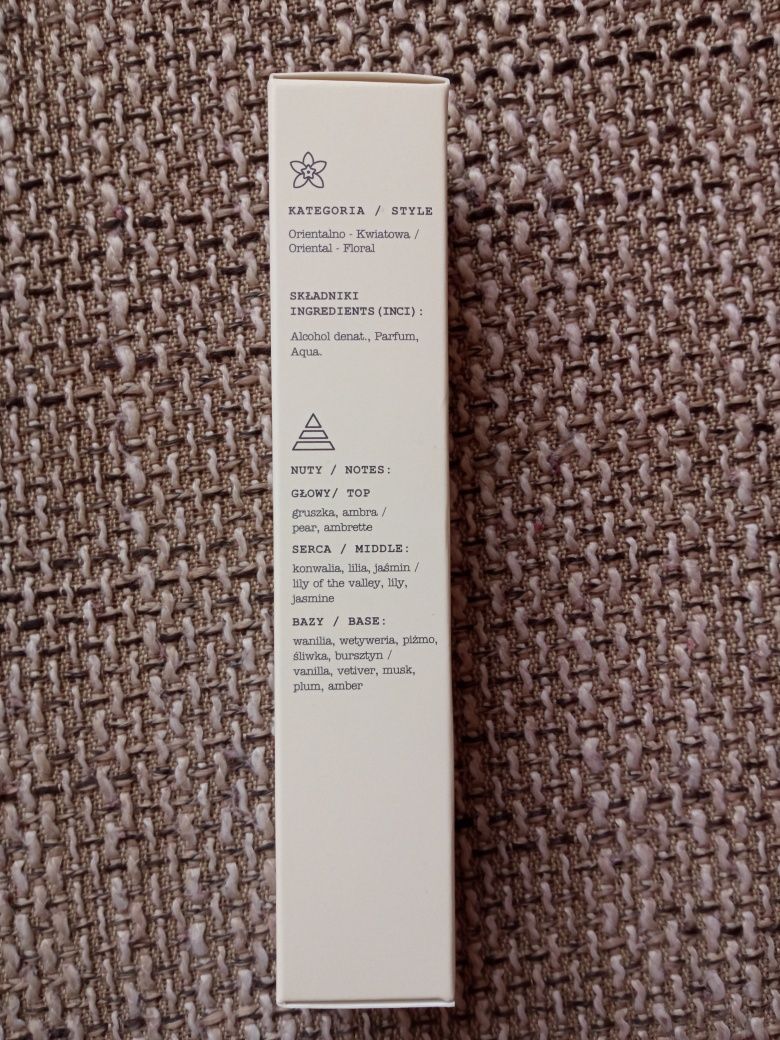 KATEGORIA / STYLE
Orientalno - Kwiatowa /
Oriental - Floral
SKŁADNIKI
INGREDIENTS (INCI):
Alcohol denat., Parfum,
Aqua.
NUTY / NOTES:
GŁOWY/ TOP
gruszka, ambra /
pear, ambrette
SERCA / MIDDLE:
konwalia, lilia, jaśmin /
lily of the valley, lily,
jasmine
BAZY / BASE:
wanilia, wetyweria, piżmo,
śliwka, bursztyn /
vanilla, vetiver, musk,
plum, amber